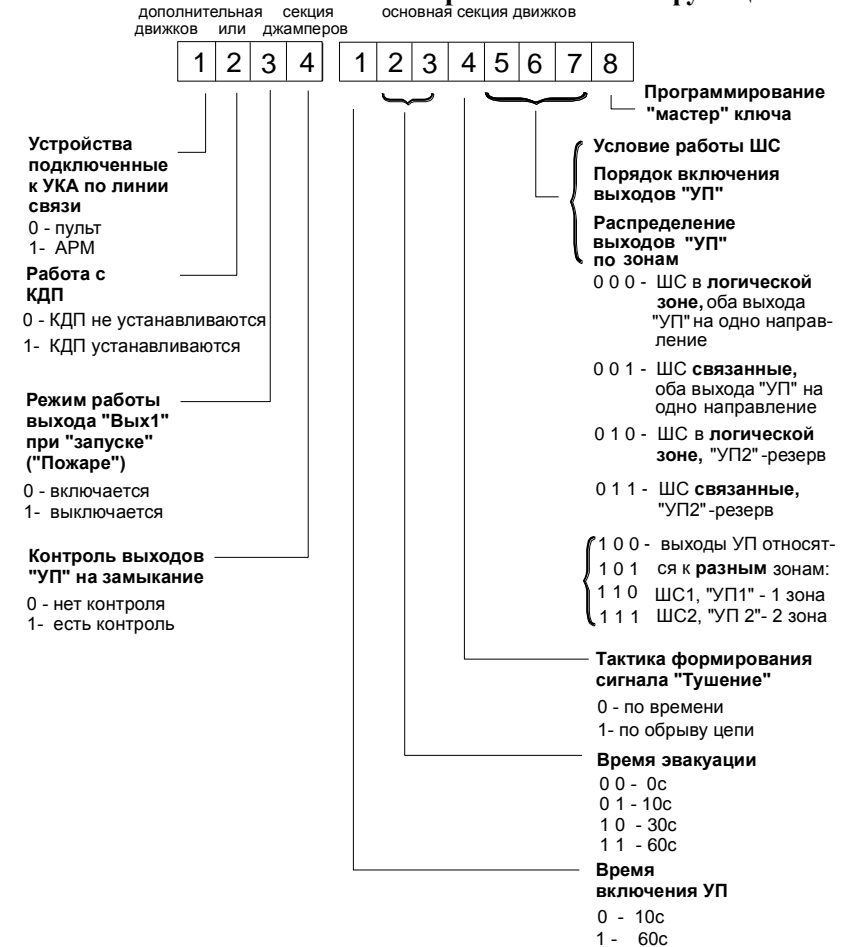 дополнительная секция
движков или джамперов
основная секция движков
1 2 3 4
1 2 3 4 5 6 7 8
Программирование
"мастер" ключа
Устройства
подключенные
к УКА по линии
связи
0 - пульт
1- АРМ
Работа с
КДП
0 - КДП не устанавливаются
1- КДП устанавливаются
Режим работы
выхода "Вых1"
при "запуске"
("Пожаре")
0 - включается
1- выключается
Контроль выходов
"УП" на замыкание
0 - нет контроля
1- есть контроль
Условие работы ШС
Порядок включения
выходов "УП"
Распределение
выходов "УП"
по зонам
0 0 0 - ШС в логической
зоне, оба выхода
"УП" на одно направ-
ление
0 0 1 - ШС связанные,
оба выхода "УП" на
одно направление
0 1 0 - ШС в логической
зоне, "УП2" -резерв
0 1 1 - ШС связанные,
"УП2" -резерв
1 0 0 - выходы УП относят-
1 0 1 ся к разным зонам:
1 1 0 ШС1, "УП1" - 1 зона
1 1 1 ШС2, "УП 2"- 2 зона
Тактика формирования
сигнала "Тушение"
0 - по времени
1- по обрыву цепи
Время эвакуации
0 0 - 0с
0 1 - 10с
1 0 - 30с
1 1 - 60с
Время
включения УП
0 - 10с
1 - 60с